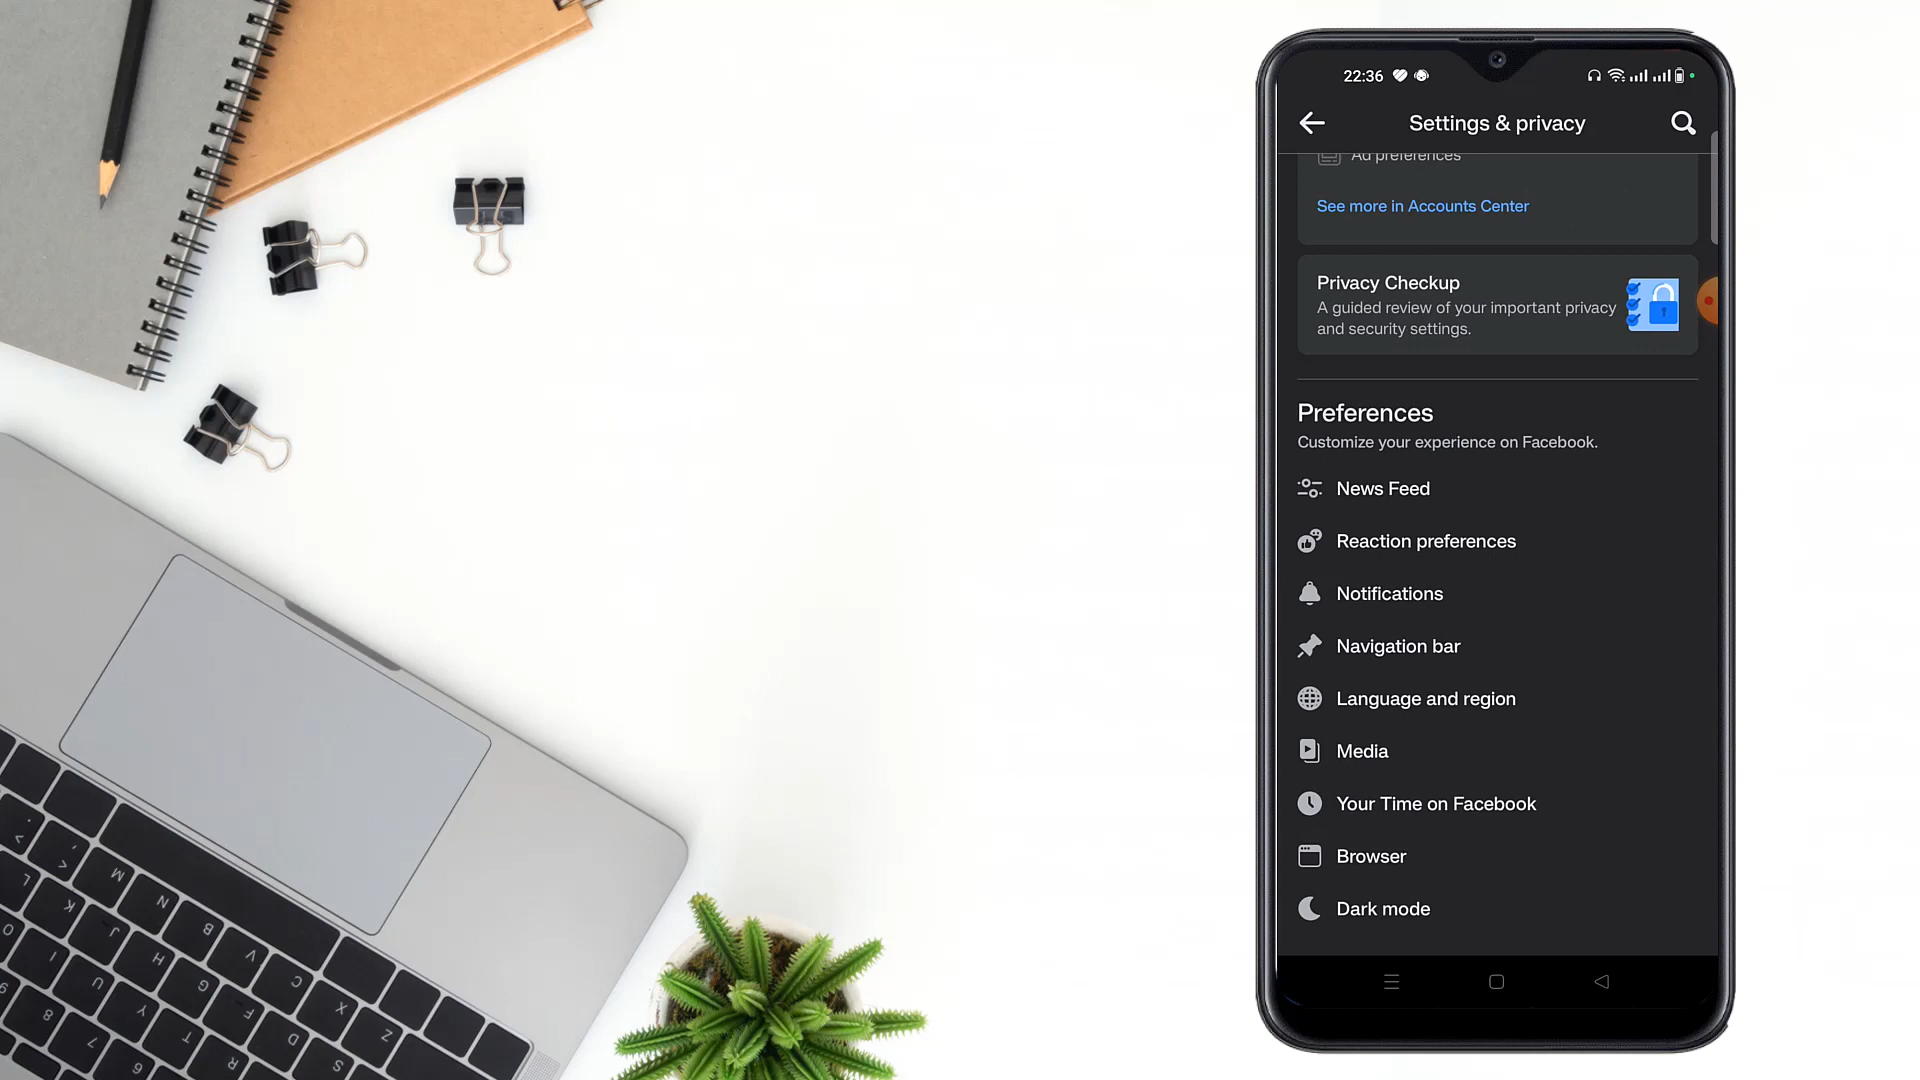 22:36
Settings & privacy
Ad preferences
See more in Accounts Center
Privacy Checkup
A guided review of your important privacy
and security settings.
Preferences
Customize your experience on Facebook.
News Feed
Reaction preferences
Notifications
Navigation bar
Language and region
Media
Your Time on Facebook
Browser
Dark mode